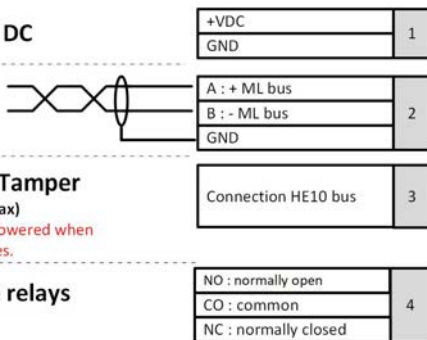 DC
+VDC
GND
1
A : + ML bus
B : - ML bus
GND
2
Tamper
ax)
owered when
es.
Connection HE10 bus
3
relays
NO : normally open
CO : common
NC : normally closed
4